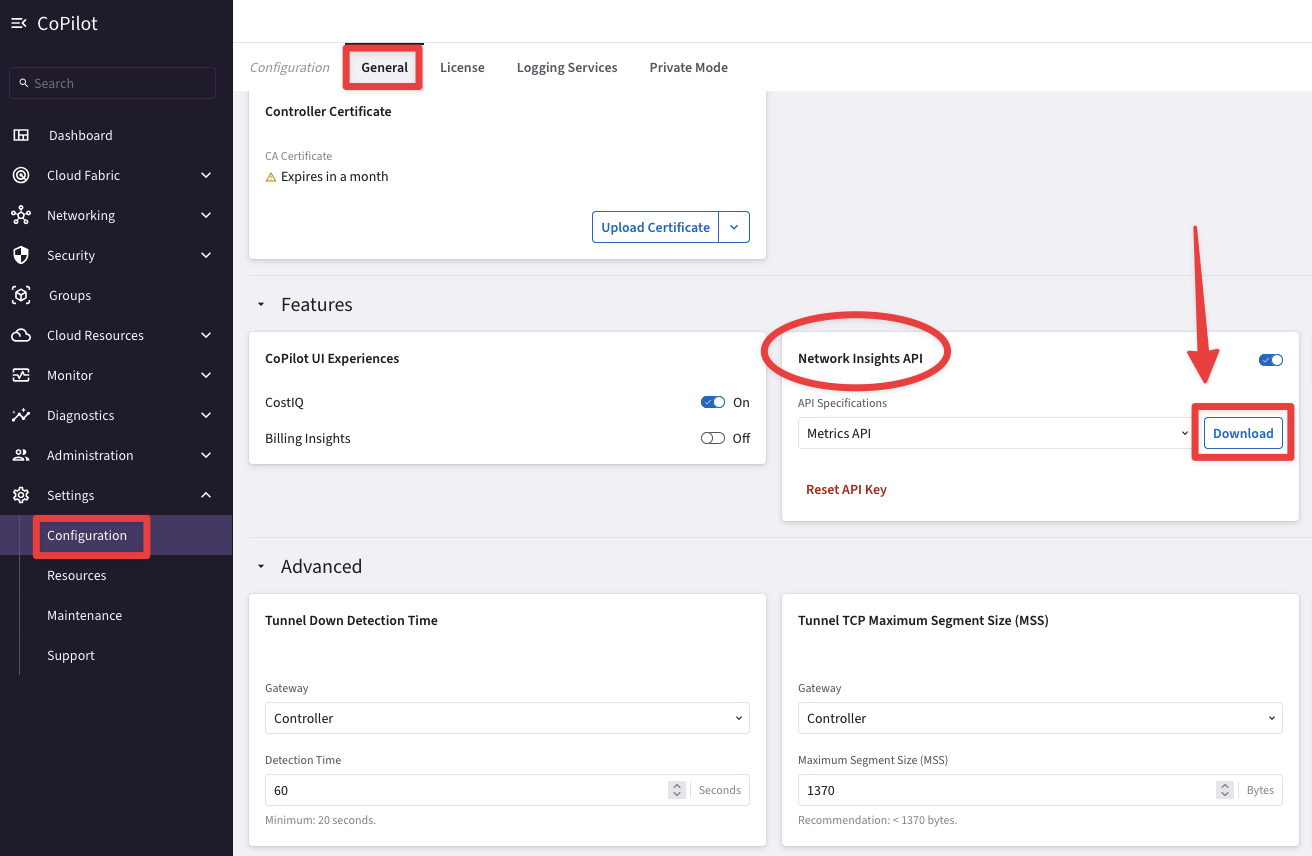 CoPilot
Search
Dashboard
Cloud Fabric
Networking
Security
Groups
Cloud Resources
Monitor
Diagnostics
Administration
Settings
Configuration
Resources
Maintenance
Support
Configuration General License Logging Services Private Mode
Controller Certificate
CA Certificate
Expires in a month
Upload Certificate
Features
CoPilot UI Experiences
CostIQ On
Billing Insights Off
Network Insights API
API Specifications
Metrics API Download
Reset API Key
Advanced
Tunnel Down Detection Time
Gateway
Controller
Detection Time
60 Seconds
Minimum: 20 seconds.
Tunnel TCP Maximum Segment Size (MSS)
Gateway
Controller
Maximum Segment Size (MSS)
1370 Bytes
Recommendation: < 1370 bytes.